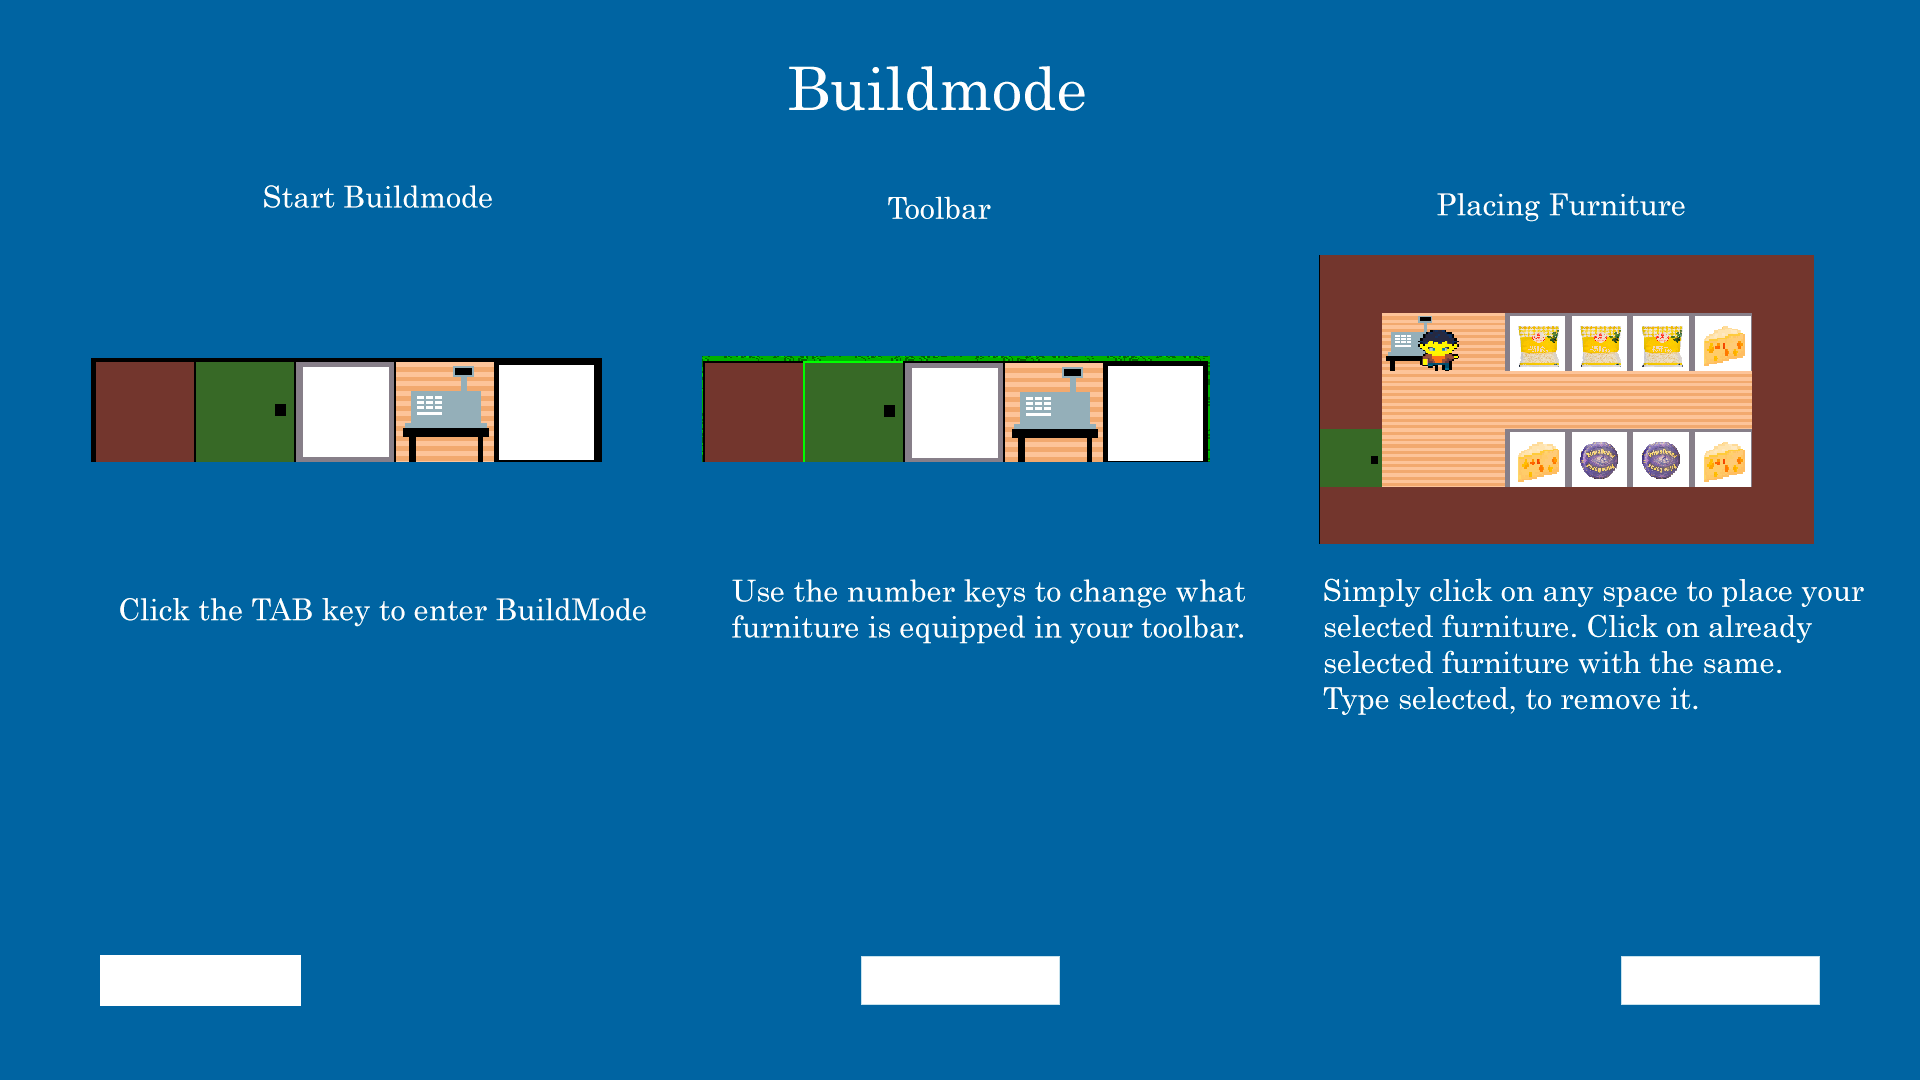 Buildmode
Start Buildmode
Toolbar
Placing Furniture
Click the TAB key to enter BuildMode
Use the number keys to change what
furniture is equipped in your toolbar.
Simply click on any space to place your
selected furniture. Click on already
selected furniture with the same.
Type selected, to remove it.